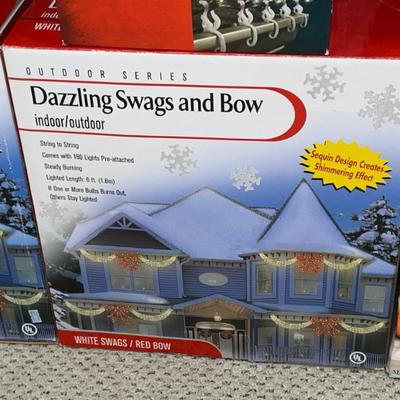 OUTDOOR SERIES
Dazzling Swags and Bow
indoor/outdoor
String to String
Comes with 160 Lights Pre-attached
Steady Burning
Lighted Length: 6 ft. (1.8m)
If One or More Bulbs Burns Out,
Others Stay Lighted
Sequin Design Creates
Shimmering Effect
WHITE SWAGS / RED BOW
UL
UL